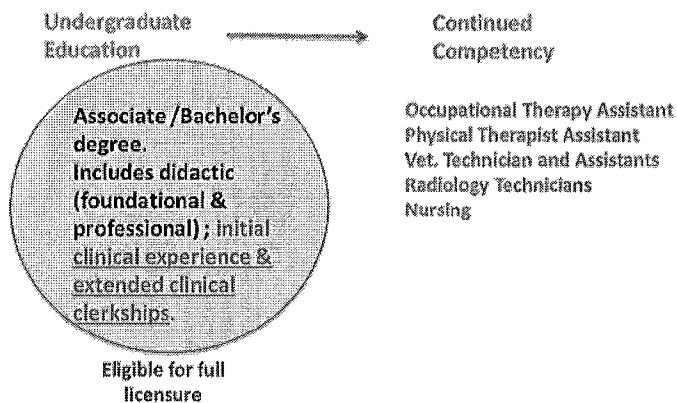 Undergraduate
Education
Continued
Competency
Associate /Bachelor's
degree.
Includes didactic
(foundational &
professional) ; initial
clinical experience &
extended clinical
clerkships.
Eligible for full
licensure
Occupational Therapy Assistant
Physical Therapist Assistant
Vet. Technician and Assistants
Radiology Technicians
Nursing